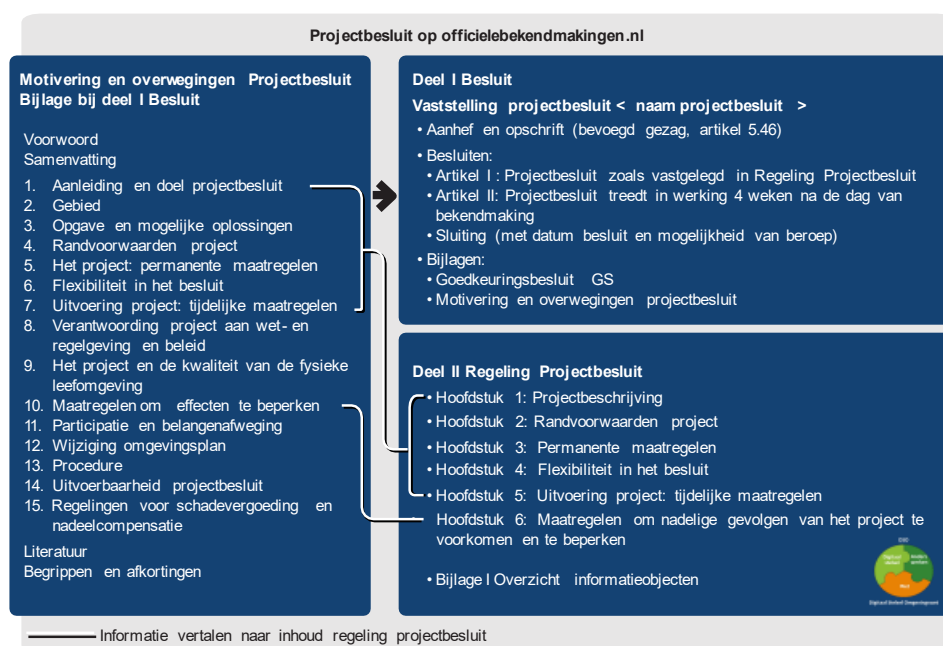 Projectbesluit op officielebekendmakingen.nl
Motivering en overwegingen Projectbesluit
Bijlage bij deel I Besluit
Voorwoord
Samenvatting
1. Aanleiding en doel projectbesluit
2. Gebied
3. Opgave en mogelijke oplossingen
4. Randvoorwaarden project
5. Het project: permanente maatregelen
6. Flexibiliteit in het besluit
7. Uitvoering project: tijdelijke maatregelen
8. Verantwoording project aan wet- en
regelgeving en beleid
9. Het project en de kwaliteit van de fysieke
leefomgeving
10. Maatregelen om effecten te beperken
11. Participatie en belangenafweging
12. Wijziging omgevingsplan
13. Procedure
14. Uitvoerbaarheid projectbesluit
15. Regelingen voor schadevergoeding en
nadeelcompensatie
Literatuur
Begrippen en afkortingen
Deel I Besluit
Vaststelling projectbesluit < naam projectbesluit >
• Aanhef en opschrift (bevoegd gezag, artikel 5.46)
• Besluiten:
• Artikel I : Projectbesluit zoals vastgelegd in Regeling Projectbesluit
• Artikel II: Projectbesluit treedt in werking 4 weken na de dag van
bekendmaking
• Sluiting (met datum besluit en mogelijkheid van beroep)
• Bijlagen:
• Goedkeuringsbesluit GS
• Motivering en overwegingen projectbesluit
Deel II Regeling Projectbesluit
• Hoofdstuk 1: Projectbeschrijving
• Hoofdstuk 2: Randvoorwaarden project
• Hoofdstuk 3: Permanente maatregelen
• Hoofdstuk 4: Flexibiliteit in het besluit
• Hoofdstuk 5: Uitvoering project: tijdelijke maatregelen
Hoofdstuk 6: Maatregelen om nadelige gevolgen van het project te
voorkomen en te beperken
• Bijlage I Overzicht informatieobjecten
Informatie vertalen naar inhoud regeling projectbesluit